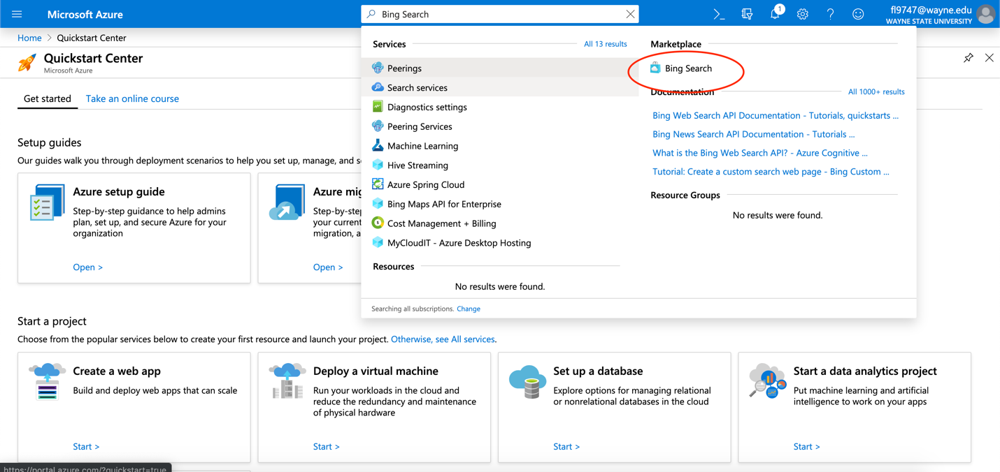 Microsoft Azure
Bing Search
1
fl9747@wayne.edu
WAYNE STATE UNIVERSITY
Home > Quickstart Center
Quickstart Center
Microsoft Azure
Get started
Take an online course
Setup guides
Our guides walk you through deployment scenarios to help you set up, manage, and s
Azure setup guide
Step-by-step guidance to help admins
plan, set up, and secure Azure for your
organization
Open >
Azure mig
Step-by-step
your current
migration, a
Open >
Services
All 13 results
Peerings
Search services
Diagnostics settings
Peering Services
Machine Learning
Hive Streaming
Azure Spring Cloud
Bing Maps API for Enterprise
Cost Management + Billing
MyCloudIT - Azure Desktop Hosting
Resources
No results were found.
Searching all subscriptions. Change
Marketplace
Bing Search
Documentation
All 1000+ results
Bing Web Search API Documentation - Tutorials, quickstarts ...
Bing News Search API Documentation - Tutorials ...
What is the Bing Web Search API? - Azure Cognitive ...
Tutorial: Create a custom search web page - Bing Custom ...
Resource Groups
No results were found.
Start a project
Choose from the popular services below to create your first resource and launch your project. Otherwise, see All services.
Create a web app
Build and deploy web apps that can scale
Start >
Deploy a virtual machine
Run your workloads in the cloud and
reduce the redundancy and maintenance
of physical hardware
Start >
Set up a database
Explore options for managing relational
or nonrelational databases in the cloud
Start >
Start a data analytics project
Put machine learning and artificial
intelligence to work on your apps
Start >
https://portal.azure.com/?quickstart=true